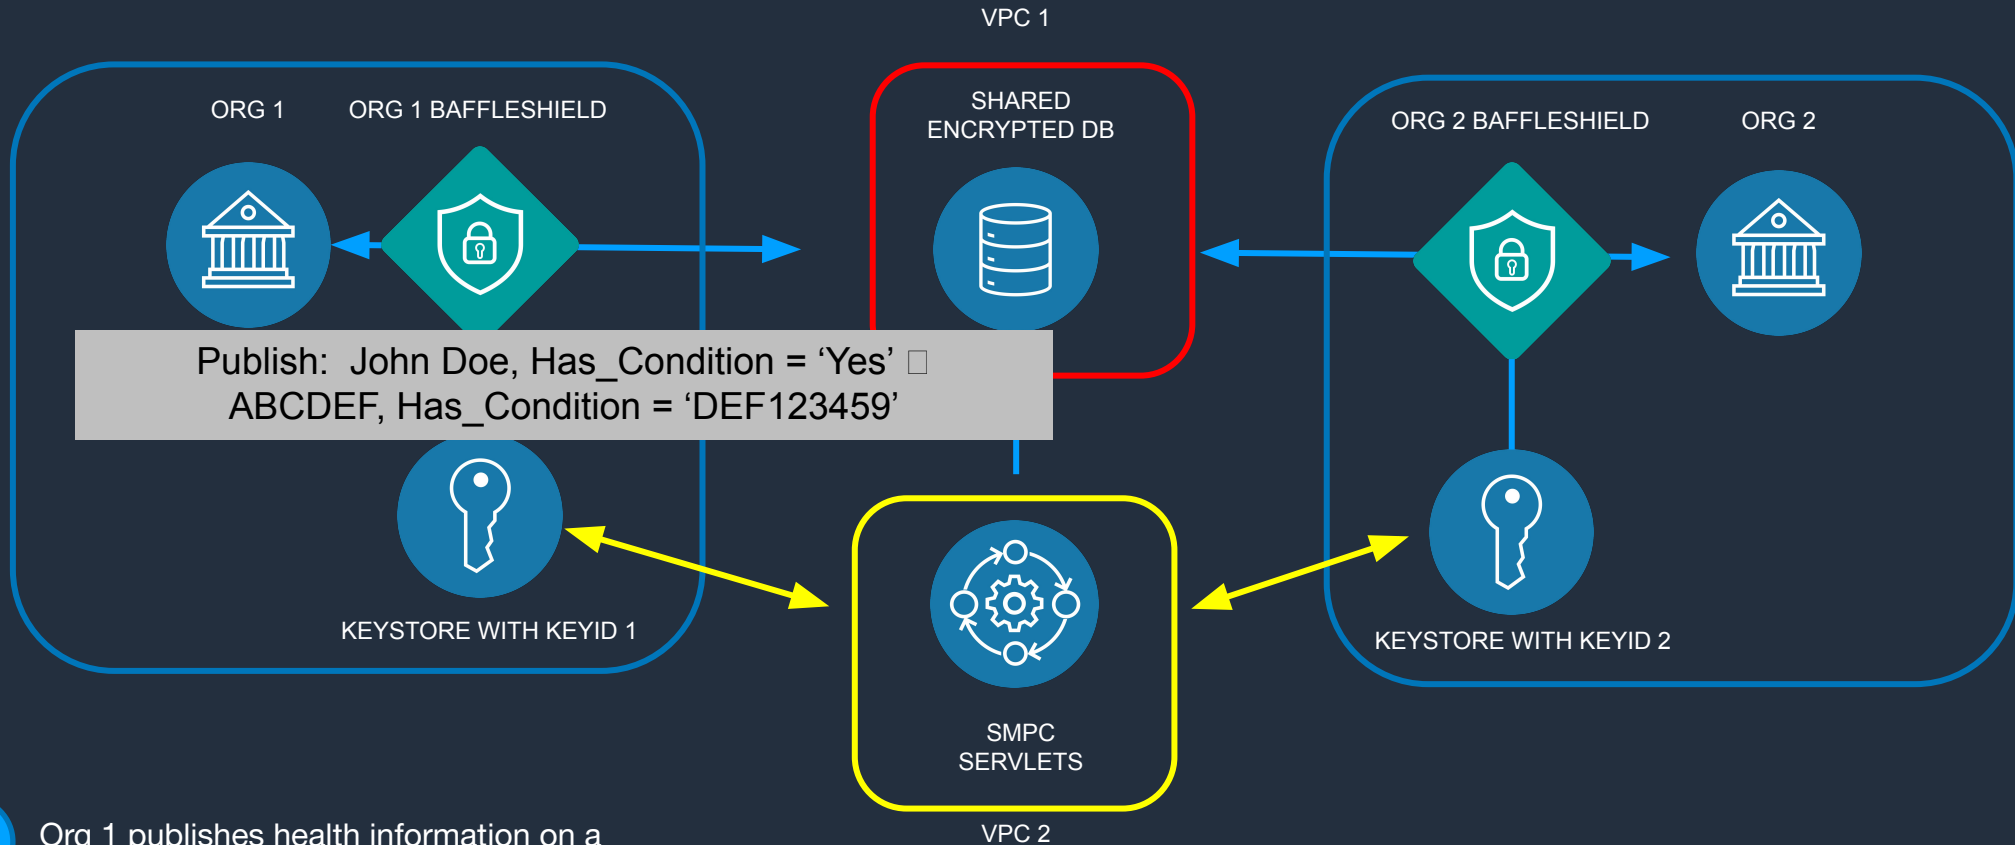 VPC 1
ORG 1
ORG 1 BAFFLESHIELD
SHARED
ENCRYPTED DB
ORG 2 BAFFLESHIELD
ORG 2
Publish:  John Doe, Has_Condition = ‘Yes’ □
ABCDEF, Has_Condition = ‘DEF123459’
KEYSTORE WITH KEYID 1
KEYSTORE WITH KEYID 2
SMPC
SERVLETS
Org 1 publishes health information on a
VPC 2